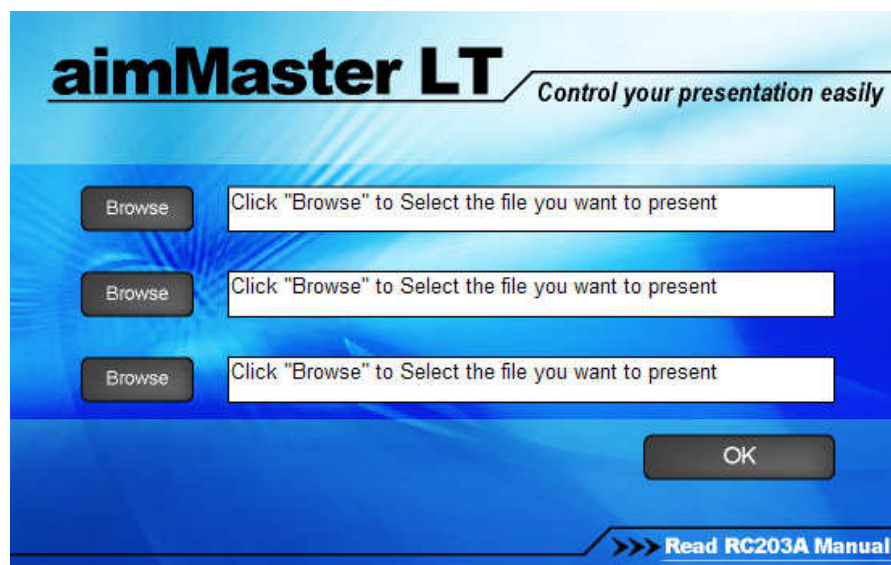 aimMaster LT
Control your presentation easily
Browse
Click "Browse" to Select the file you want to present
Browse
Click "Browse" to Select the file you want to present
Browse
Click "Browse" to Select the file you want to present
OK
>>> Read RC203A Manual